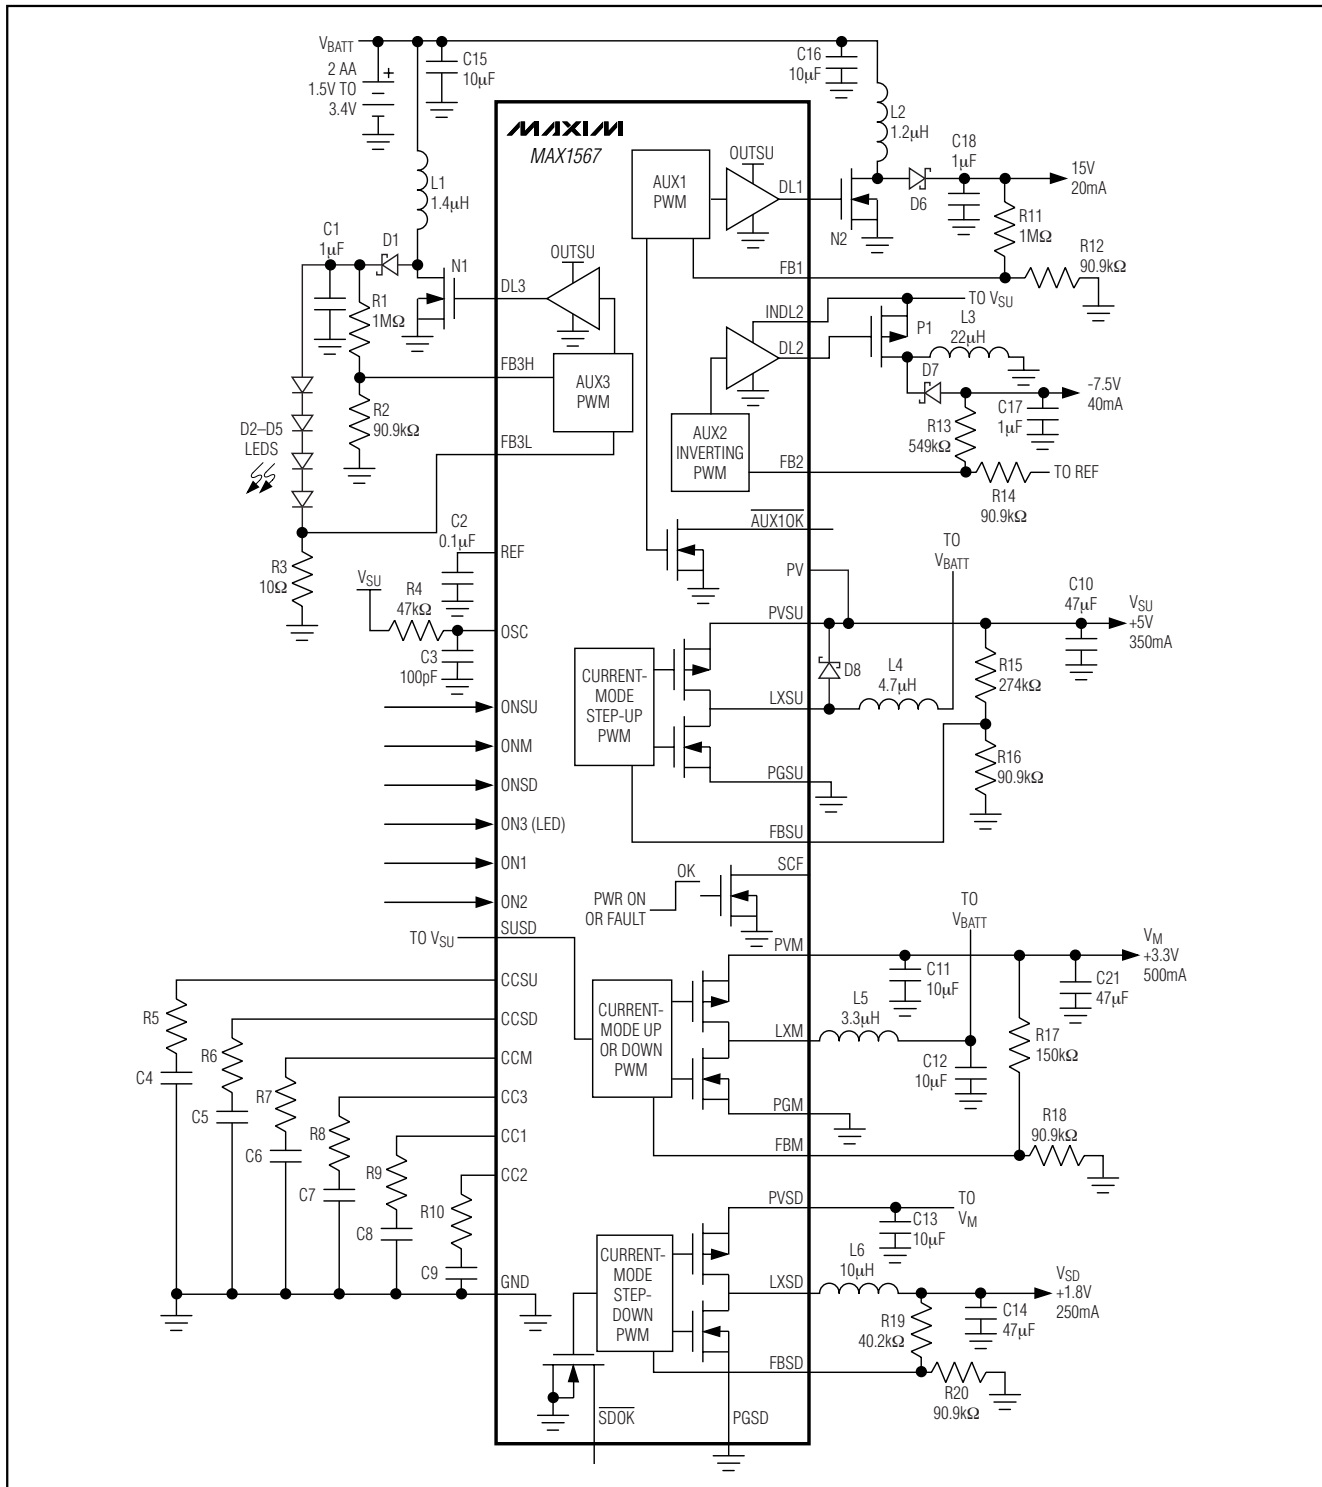 VBATT
2 AA
1.5V TO
3.4V
+
C15
10µF
C16
10µF
L2
1.2µH
MAXIM
MAX1567
AUX1
PWM
OUTSU
DL1
N2
D6
C18
1µF
15V
20mA
R11
1MΩ
R12
90.9kΩ
FB1
L1
1.4µH
C1
1µF
D1
N1
R1
1MΩ
DL3
OUTSU
FB3H
AUX3
PWM
FB3L
R2
90.9kΩ
D2–D5
LEDS
R3
10Ω
INDL2
TO VSU
DL2
P1
L3
22µH
D7
-7.5V
40mA
C17
1µF
R13
549kΩ
AUX2
INVERTING
PWM
FB2
TO REF
R14
90.9kΩ
AUX1OK
C2
0.1µF
REF
VSU
R4
47kΩ
OSC
C3
100pF
PV
TO
VBATT
PVSU
C10
47µF
VSU
+5V
350mA
CURRENT-
MODE
STEP-UP
PWM
D8
L4
4.7µH
R15
274kΩ
LXSU
R16
90.9kΩ
PGSU
FBSU
ONSU
ONM
ONSD
ON3 (LED)
ON1
ON2
SCF
OK
PWR ON
OR FAULT
TO VSU
SUSD
TO
VBATT
PVM
C11
10µF
VM
+3.3V
500mA
C21
47µF
CURRENT-
MODE UP
OR DOWN
PWM
L5
3.3µH
LXM
C12
10µF
R17
150kΩ
PGM
R18
90.9kΩ
FBM
CCSU
R5
C4
CCSD
R6
C5
CCM
R7
C6
CC3
R8
C7
CC1
R9
C8
CC2
R10
C9
GND
PVSD
C13
10µF
TO
VM
CURRENT-
MODE
STEP-
DOWN
PWM
L6
10µH
LXSD
VSD
+1.8V
250mA
C14
47µF
R19
40.2kΩ
FBSD
R20
90.9kΩ
SDOK
PGSD